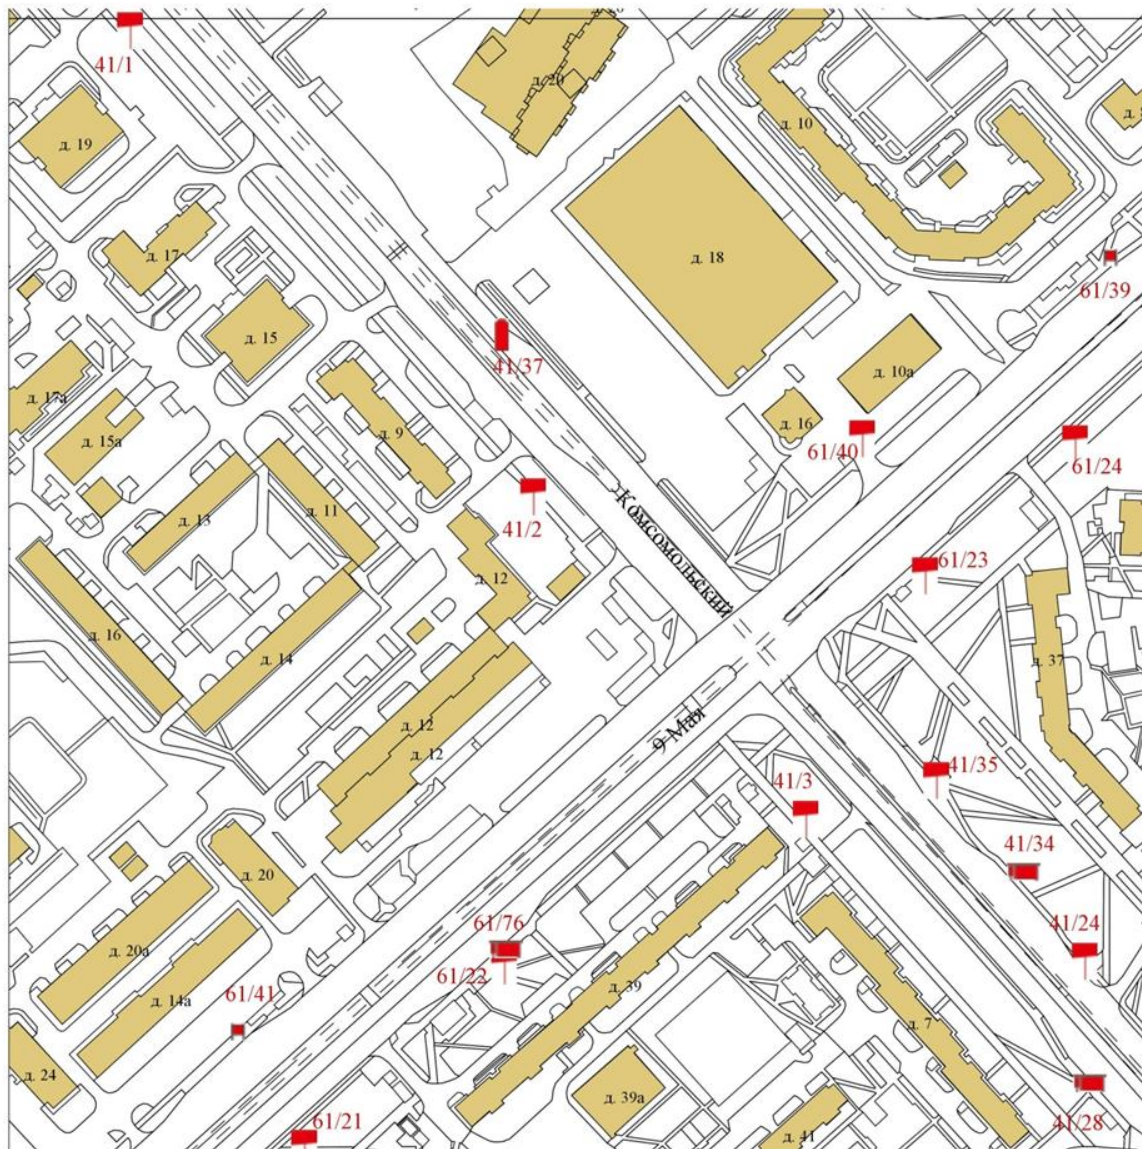 41/1
д. 20
д. 10
д. 19
д. 17
д. 18
61/39
д. 15
41/37
д. 10а
д. 17а
д. 9
д. 16
61/40
61/24
д. 15а
д. 11
д. 13
41/2
Комсомольский
61/23
д. 12
д. 16
д. 14
д. 37
9 Мая
д. 12
д. 12
41/35
41/3
41/34
д. 20
61/76
41/24
д. 20а
61/22
61/41
д. 39
д. 14а
д. 7
д. 24
д. 39а
61/21
41/28
д. 41